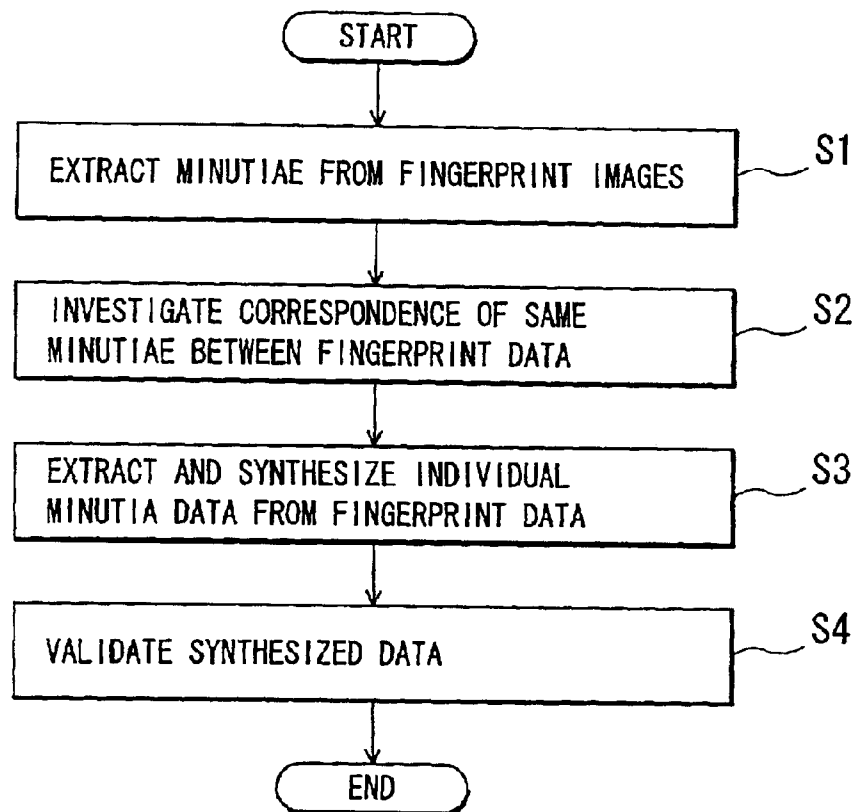 START
EXTRACT MINUTIAE FROM FINGERPRINT IMAGES
S1
INVESTIGATE CORRESPONDENCE OF SAME
MINUTIAE BETWEEN FINGERPRINT DATA
S2
EXTRACT AND SYNTHESIZE INDIVIDUAL
MINUTIA DATA FROM FINGERPRINT DATA
S3
VALIDATE SYNTHESIZED DATA
S4
END